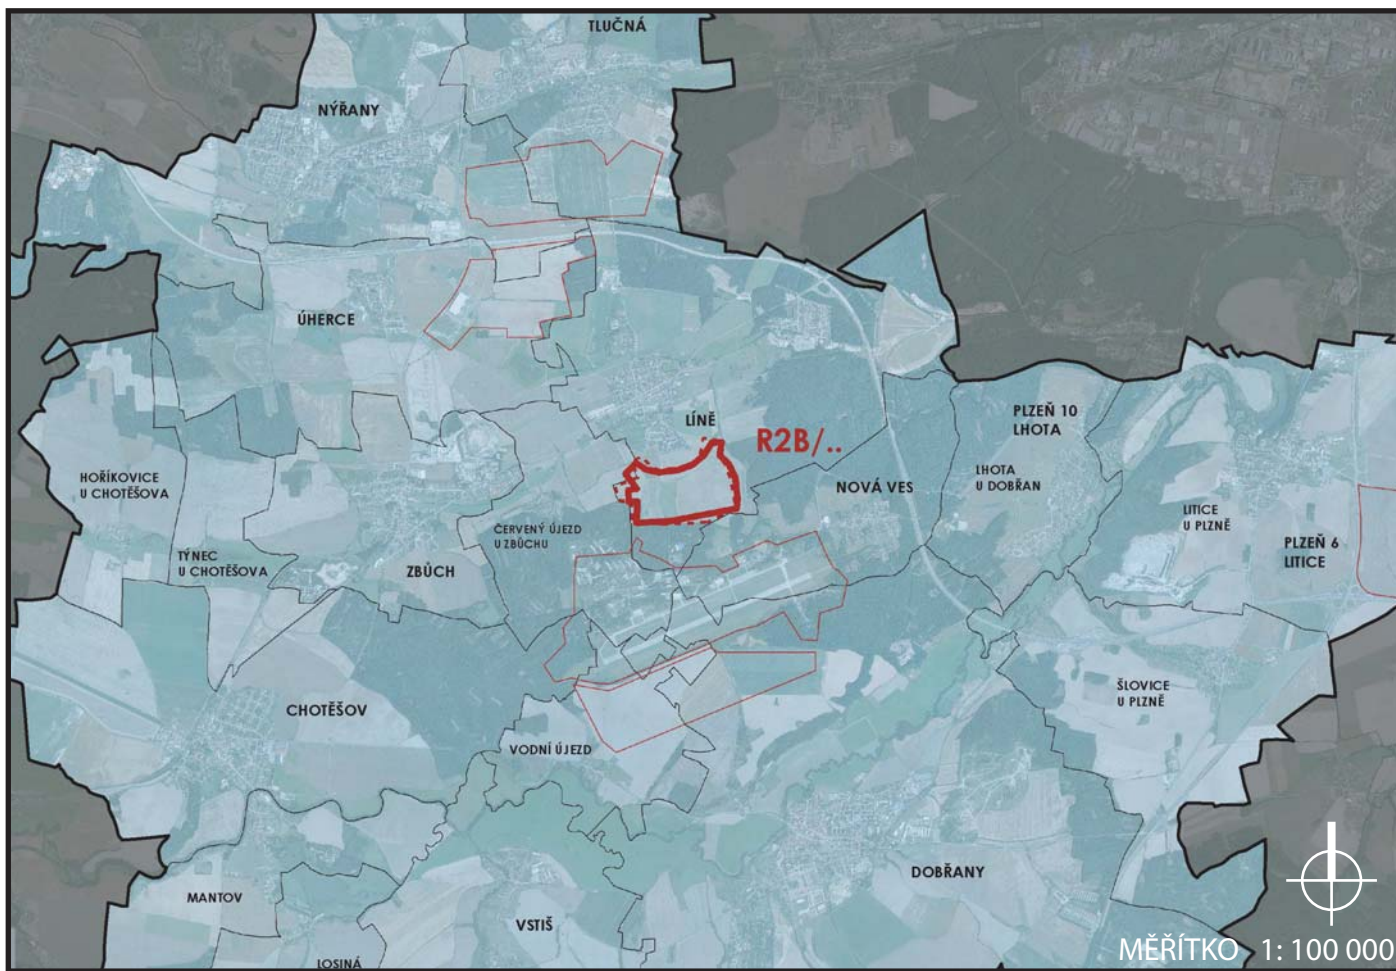 TLUČNÁ
NÝŘANY
ÚHERCE
LÍNĚ
R2B/..
PLZEŇ 10
LHOTA
HOŘÍKOVICE
U CHOTĚŠOVA
LHOTA
U DOBŘAN
NOVÁ VES
LITICE
U PLZNĚ
ČERVENÝ ÚJEZD
U ZBŮCHU
PLZEŇ 6
LITICE
TÝNEC
U CHOTĚŠOVA
ZBŮCH
ŠLOVICE
U PLZNĚ
CHOTĚŠOV
VODNÍ ÚJEZD
DOBŘANY
MANTOV
VSTIŠ
LOSINÁ
MĚŘÍTKO 1: 100 000